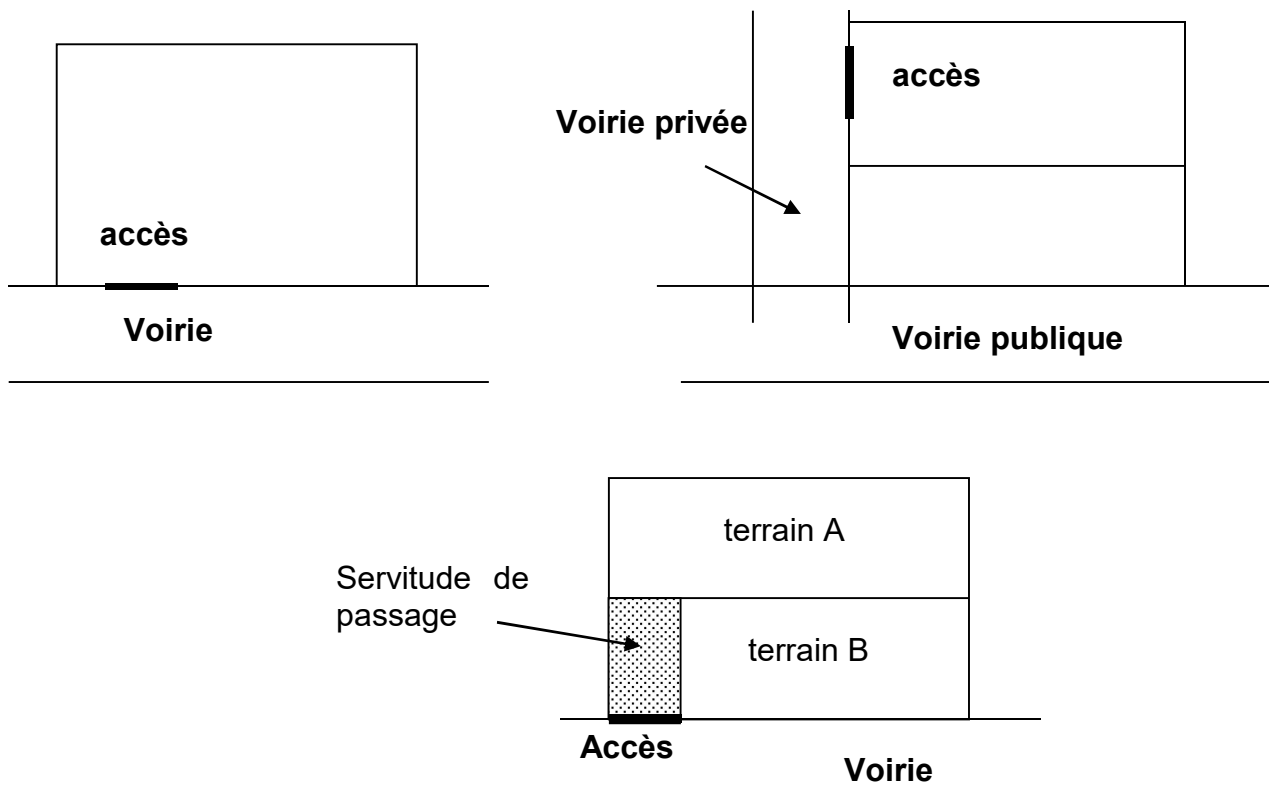 accès
Voirie
accès
Voirie privée
Voirie publique
terrain A
Servitude de
passage
terrain B
Accès
Voirie